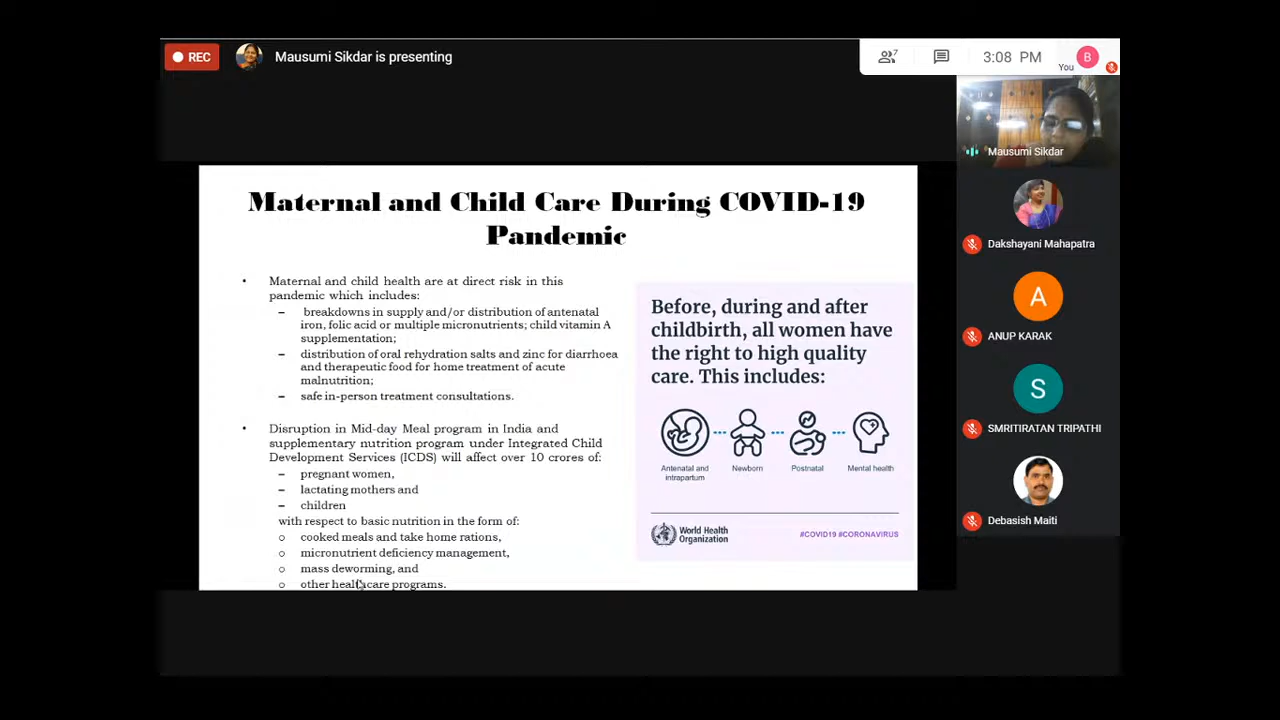 REC
Mausumi Sikdar is presenting
7
3:08 PM
You
B
Mausumi Sikdar
Dakshayani Mahapatra
A
ANUP KARAK
S
SMRITIRATAN TRIPATHI
Debasish Maiti
Maternal and Child Care During COVID-19
Pandemic
• Maternal and child health are at direct risk in this
pandemic which includes:
– breakdowns in supply and/or distribution of antenatal
iron, folic acid or multiple micronutrients; child vitamin A
supplementation;
– distribution of oral rehydration salts and zinc for diarrhoea
and therapeutic food for home treatment of acute
malnutrition;
– safe in-person treatment consultations.
• Disruption in Mid-day Meal program in India and
supplementary nutrition program under Integrated Child
Development Services (ICDS) will affect over 10 crores of:
– pregnant women,
– lactating mothers and
– children
with respect to basic nutrition in the form of:
o cooked meals and take home rations,
o micronutrient deficiency management,
o mass deworming, and
o other healthcare programs.
Before, during and after
childbirth, all women have
the right to high quality
care. This includes:
Antenatal and
intrapartum
Newborn
Postnatal
Mental health
World Health
Organization
#COVID19 #CORONAVIRUS